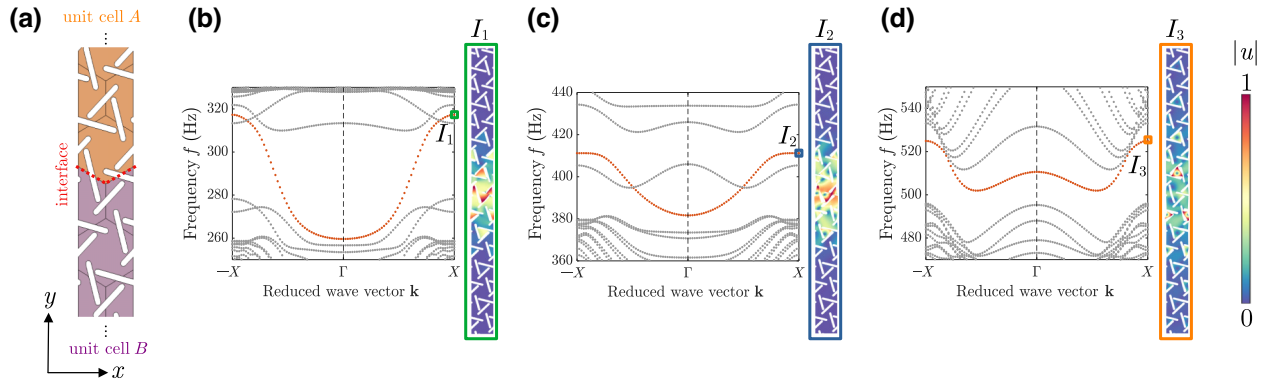 (a)
unit cell A
interface
unit cell B
y
x
(b)
Frequency f (Hz)
320
300
280
260
−X
Γ
X
Reduced wave vector k
I₁
I₁
(c)
Frequency f (Hz)
440
420
400
380
360
−X
Γ
X
Reduced wave vector k
I₂
I₂
(d)
Frequency f (Hz)
540
520
500
480
−X
Γ
X
Reduced wave vector k
I₃
I₃
|u|
1
0